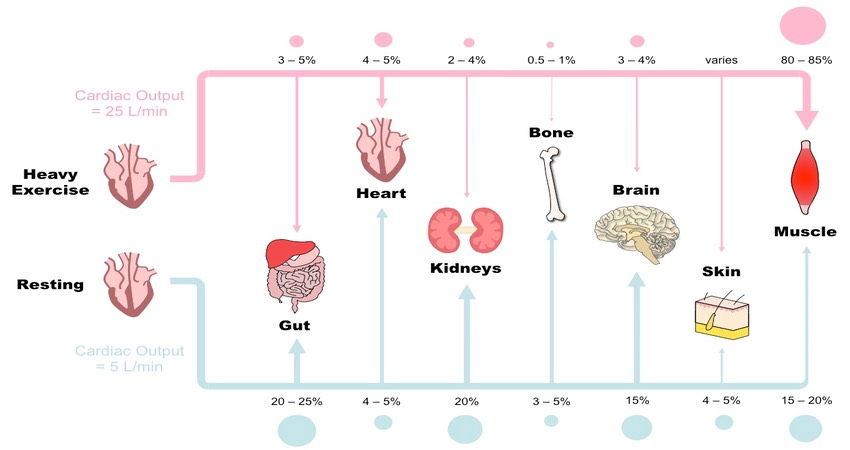 3 – 5%
4 – 5%
2 – 4%
0.5 – 1%
3 – 4%
varies
80 – 85%
Cardiac Output
= 25 L/min
Heavy
Exercise
Heart
Kidneys
Bone
Brain
Muscle
Skin
Gut
Resting
Cardiac Output
= 5 L/min
20 – 25%
4 – 5%
20%
3 – 5%
15%
4 – 5%
15 – 20%